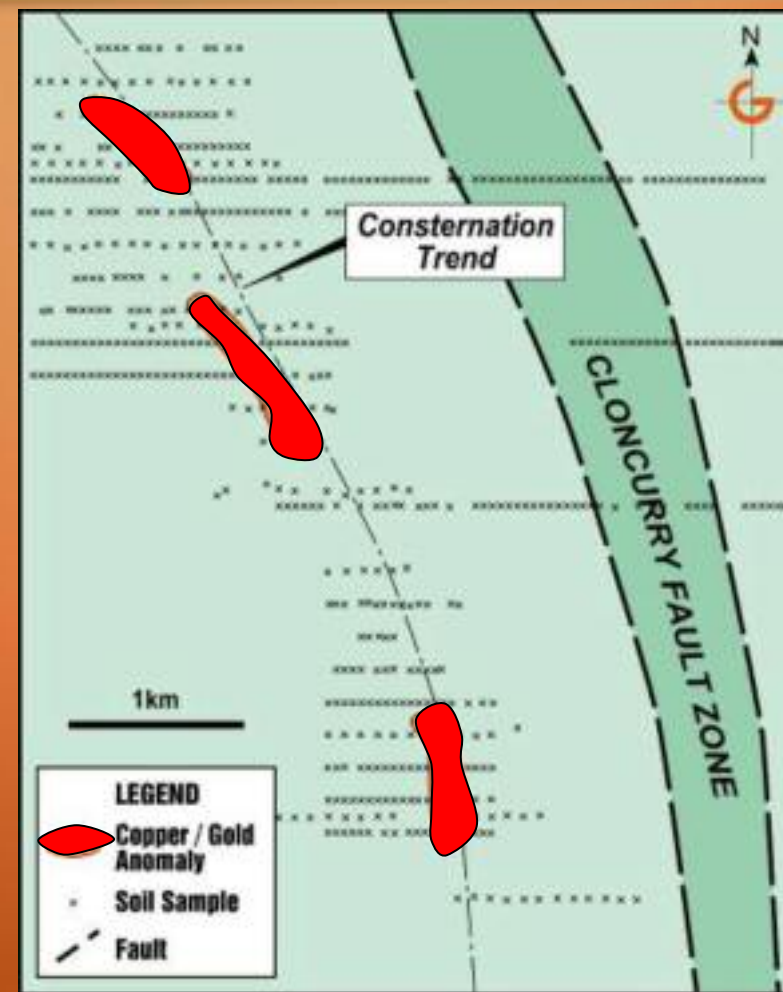 N
Consternation
Trend
CLONCURRY FAULT ZONE
1km
LEGEND
Copper / Gold
Anomaly
Soil Sample
Fault